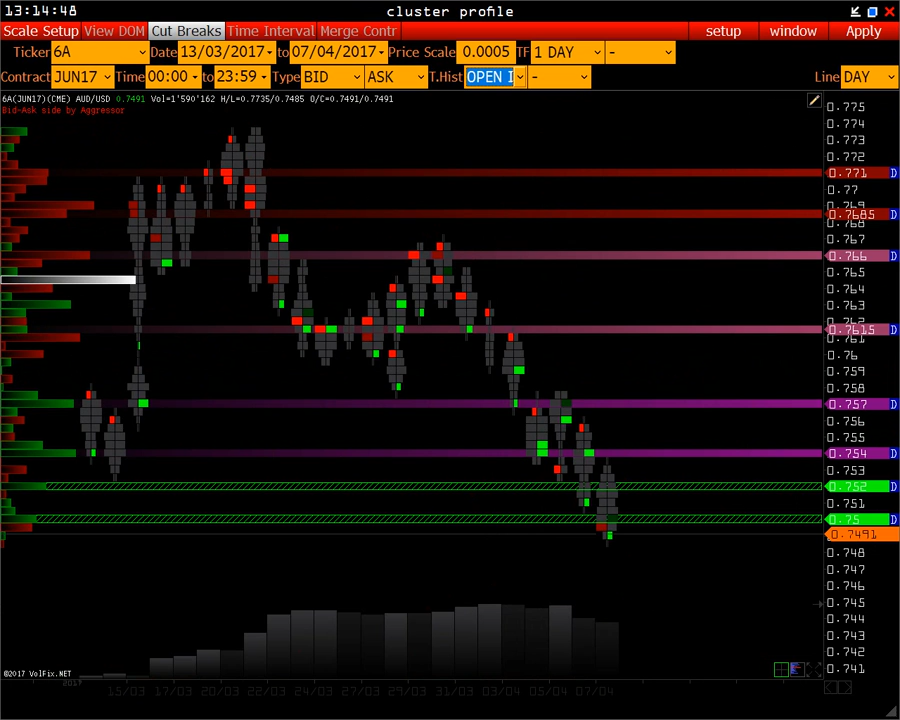 13:14:48 cluster profile
Scale Setup View DOM Cut Breaks Time Interval Merge Contr setup window Apply
Ticker 6A Date 13/03/2017 to 07/04/2017 Price Scale 0.0005 TF 1 DAY -
Contract JUN17 Time 00:00 to 23:59 Type BID ASK T.Hist OPEN I - Line DAY
6A(JUN17)(CME) AUD/USD 0.7491 Vol=1'590'162 H/L=0.7735/0.7485 O/C=0.7491/0.7491
Bid-Ask side by Aggressor
0.775
0.774
0.773
0.772
0.771 D
0.77
0.769
0.7685 D
0.768
0.767
0.766 D
0.765
0.764
0.763
0.762
0.7615 D
0.761
0.76
0.759
0.758
0.757 D
0.756
0.755
0.754 D
0.753
0.752 D
0.751
0.75 D
0.7491
0.748
0.747
0.746
0.745
0.744
0.743
0.742
0.741
©2017 VolFix.NET
2017 15/03 17/03 20/03 22/03 24/03 27/03 29/03 31/03 03/04 05/04 07/04